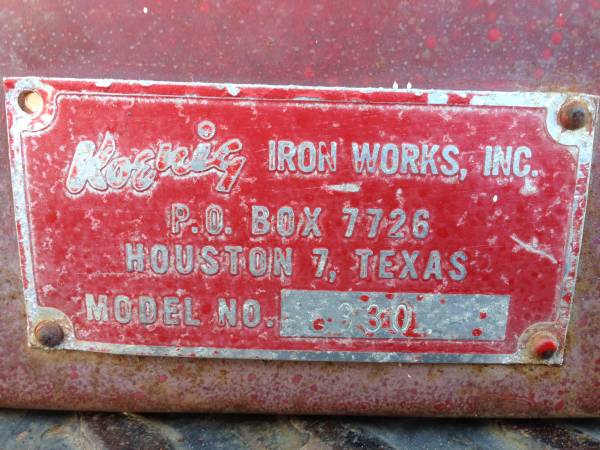 Koenig IRON WORKS, INC.
P.O. BOX 7726
HOUSTON 7, TEXAS
MODEL NO. 330